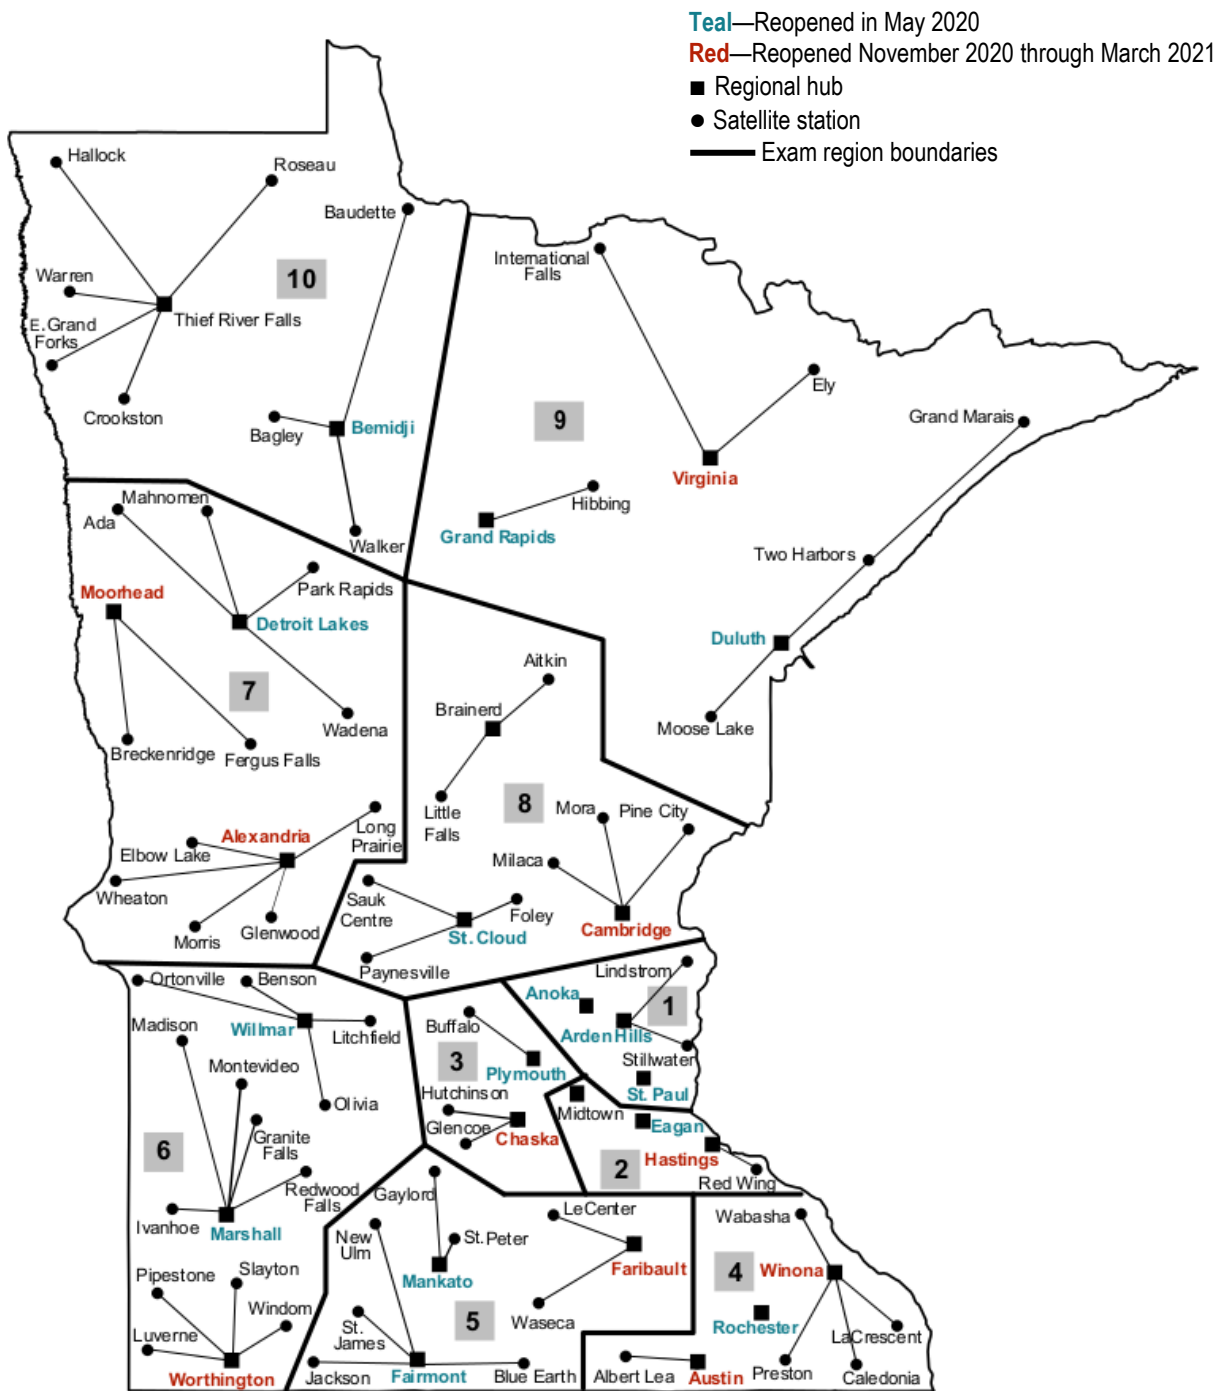 Teal—Reopened in May 2020
Red—Reopened November 2020 through March 2021
Regional hub
Satellite station
Exam region boundaries
Hallock
Roseau
Baudette
International
Falls
Warren
10
E. Grand
Forks
Thief River Falls
Ely
Crookston
Bagley
Bemidji
9
Grand Marais
Virginia
Mahnomen
Ada
Hibbing
Grand Rapids
Walker
Two Harbors
Park Rapids
Moorhead
Detroit Lakes
Duluth
Aitkin
7
Brainerd
Wadena
Moose Lake
Breckenridge
Fergus Falls
8
Little
Falls
Mora
Pine City
Alexandria
Long
Prairie
Elbow Lake
Milaca
Wheaton
Sauk
Centre
Foley
Morris
Glenwood
St. Cloud
Cambridge
Paynesville
Lindstrom
Ortonville
Benson
Anoka
1
Madison
Willmar
Litchfield
Buffalo
Arden Hills
3
Stillwater
Montevideo
Plymouth
St. Paul
Olivia
Hutchinson
Midtown
Glencoe
Eagan
Granite
Falls
Chaska
6
Hastings
2
Red Wing
Redwood
Falls
Gaylord
Ivanhoe
Marshall
LeCenter
Wabasha
New
Ulm
St. Peter
Faribault
4
Winona
Pipestone
Slayton
Mankato
Windom
5
Waseca
Rochester
Luverne
St.
James
LaCrescent
Worthington
Jackson
Fairmont
Blue Earth
Albert Lea
Austin
Preston
Caledonia